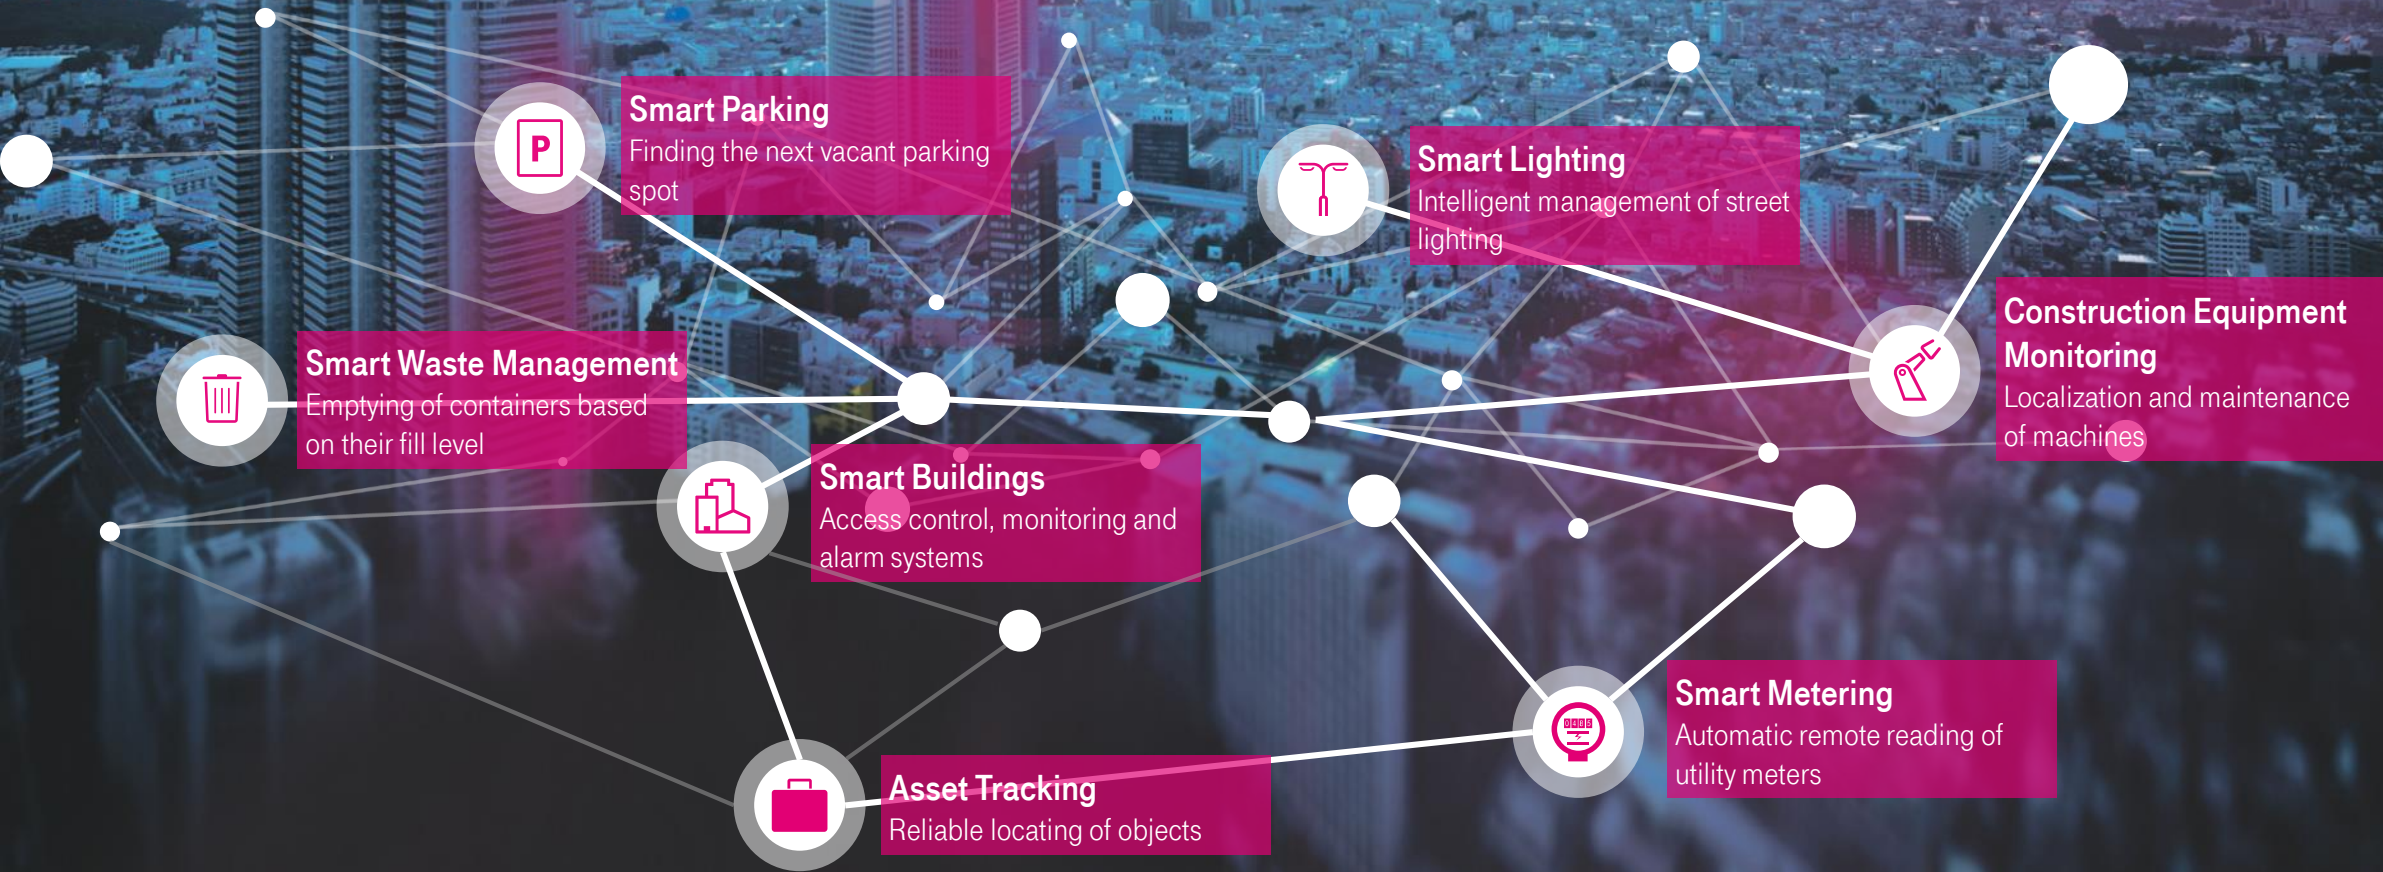 Smart Parking
Finding the next vacant parking
spot
P
Smart Lighting
Intelligent management of street
lighting
Construction Equipment
Monitoring
Localization and maintenance
of machines
Smart Waste Management
Emptying of containers based
on their fill level
Smart Buildings
Access control, monitoring and
alarm systems
Smart Metering
Automatic remote reading of
utility meters
Asset Tracking
Reliable locating of objects